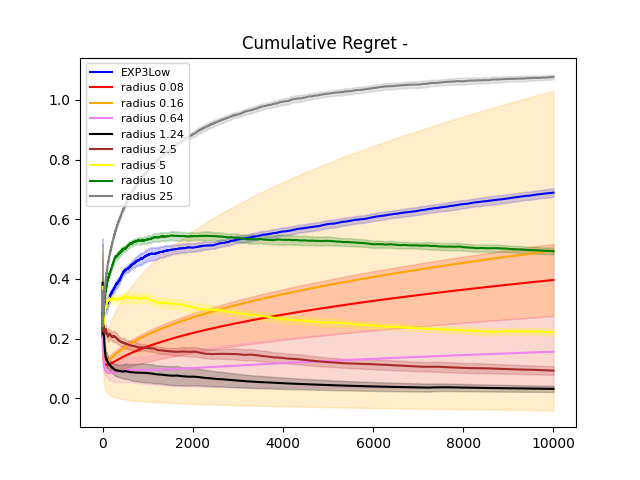 Cumulative Regret -
EXP3Low
radius 0.08
radius 0.16
radius 0.64
radius 1.24
radius 2.5
radius 5
radius 10
radius 25
1.0
0.8
0.6
0.4
0.2
0.0
0 2000 4000 6000 8000 10000